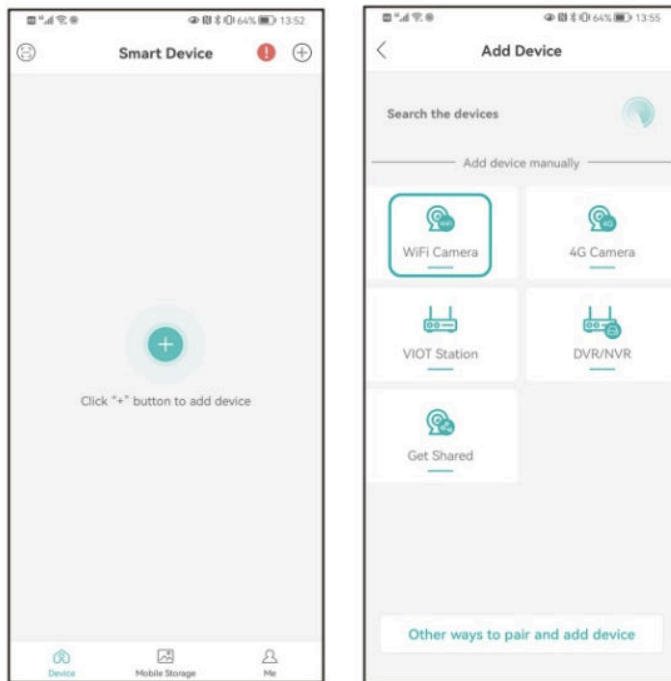 64% 13:52
Smart Device
Click "+" button to add device
Device
Mobile Storage
Me
64% 13:55
Add Device
Search the devices
Add device manually
WiFi Camera
4G Camera
VIOT Station
DVR/NVR
Get Shared
Other ways to pair and add device